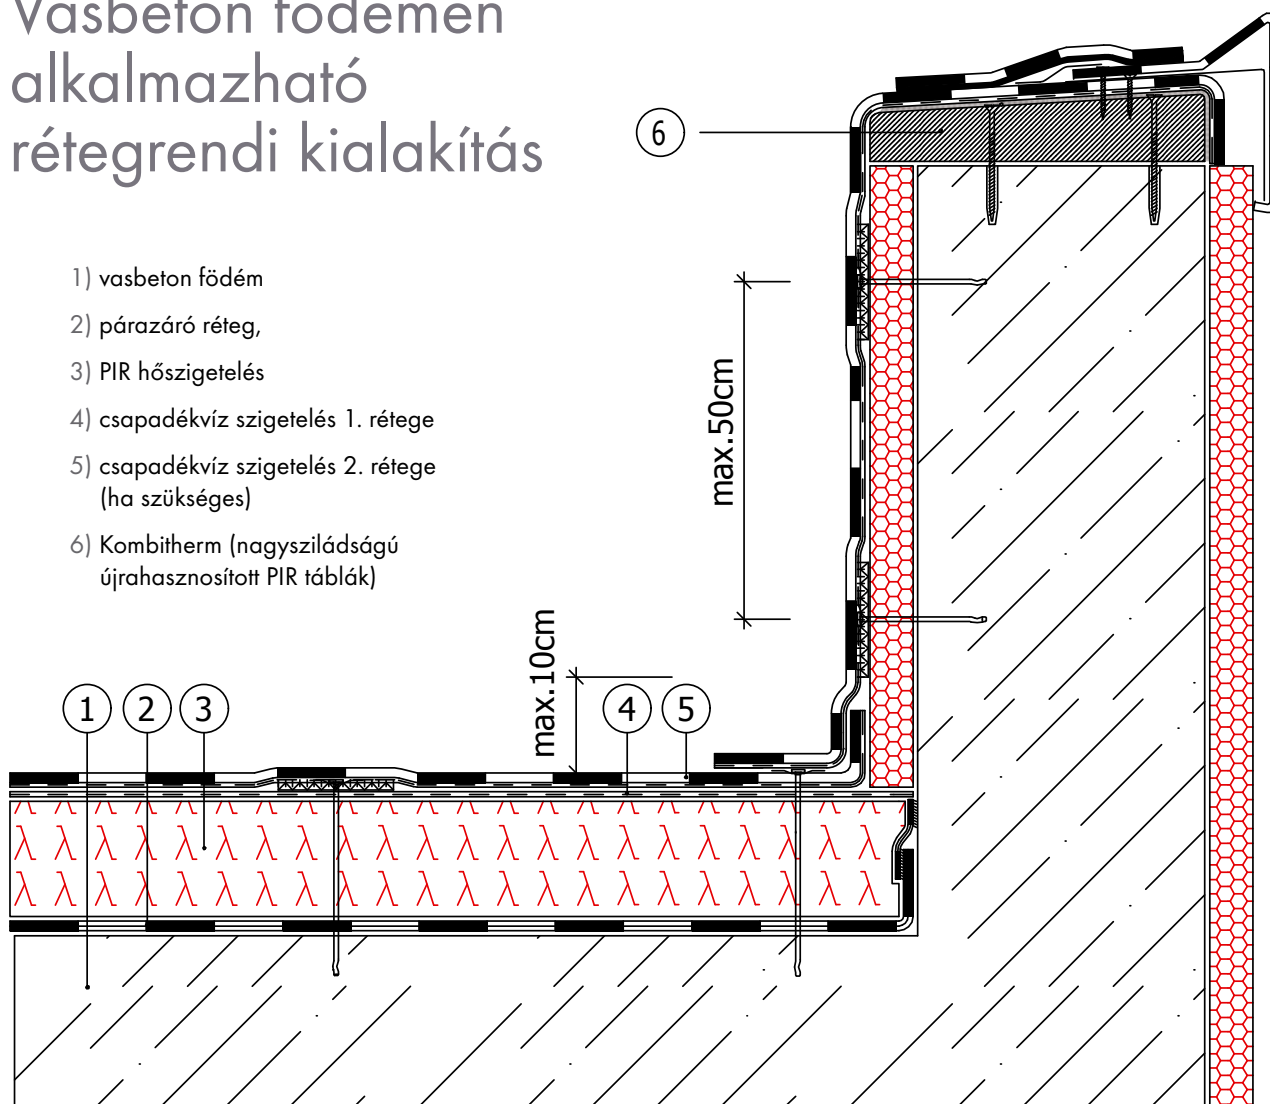 Vasbeton födémen
alkalmazható
rétegrendi kialakítás
1) vasbeton födém
2) párazáró réteg,
3) PIR hőszigetelés
4) csapadékvíz szigetelés 1. rétege
5) csapadékvíz szigetelés 2. rétege
(ha szükséges)
6) Kombitherm (nagysziládságú
újrahasznosított PIR táblák)
6
max.50cm
max.10cm
1 2 3 4 5